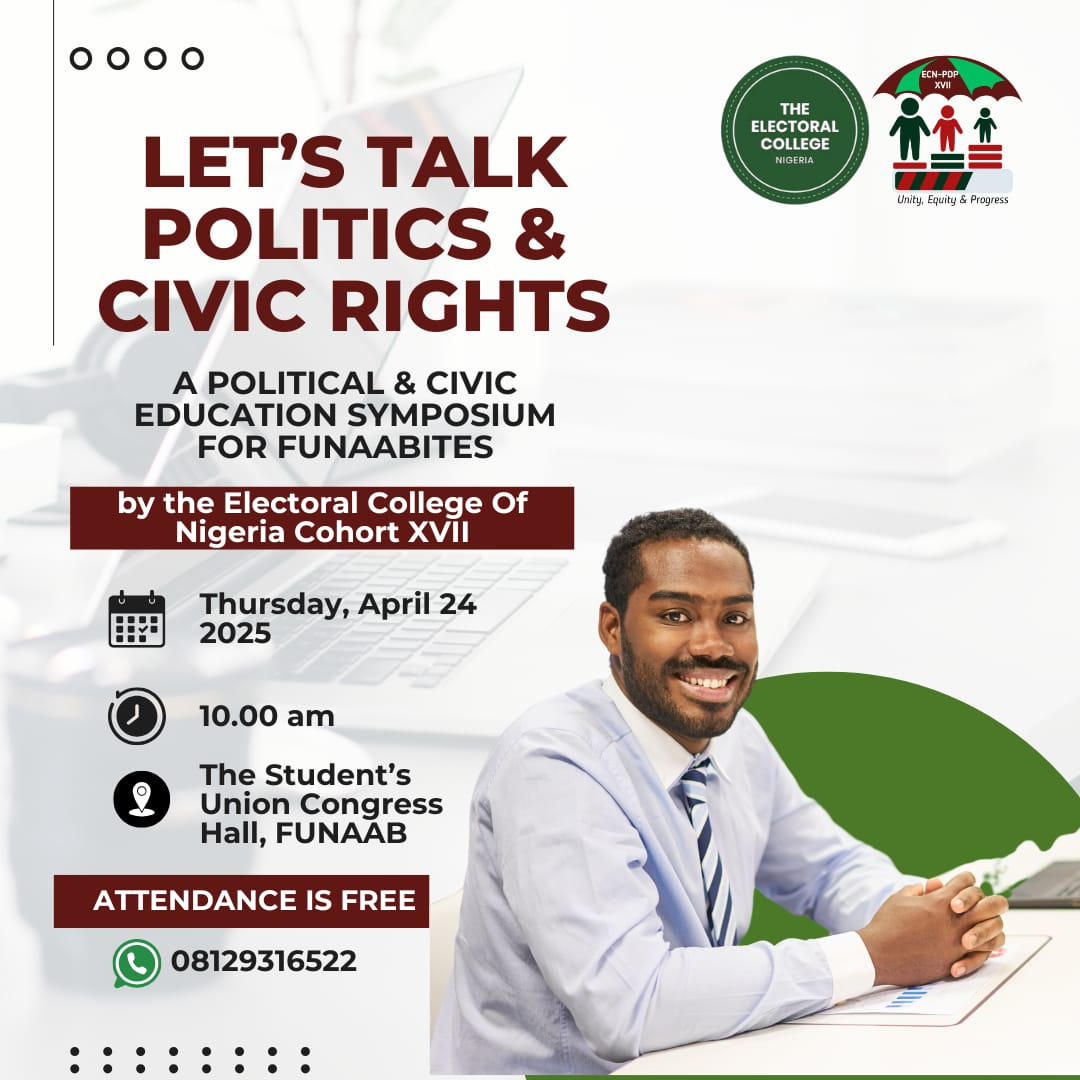 THE
ELECTORAL
COLLEGE
NIGERIA
ECN-PDP
XVII
Unity, Equity & Progress
LET’S TALK
POLITICS &
CIVIC RIGHTS
A POLITICAL & CIVIC
EDUCATION SYMPOSIUM
FOR FUNAABITES
by the Electoral College Of
Nigeria Cohort XVII
Thursday, April 24
2025
10.00 am
The Student’s
Union Congress
Hall, FUNAAB
ATTENDANCE IS FREE
08129316522